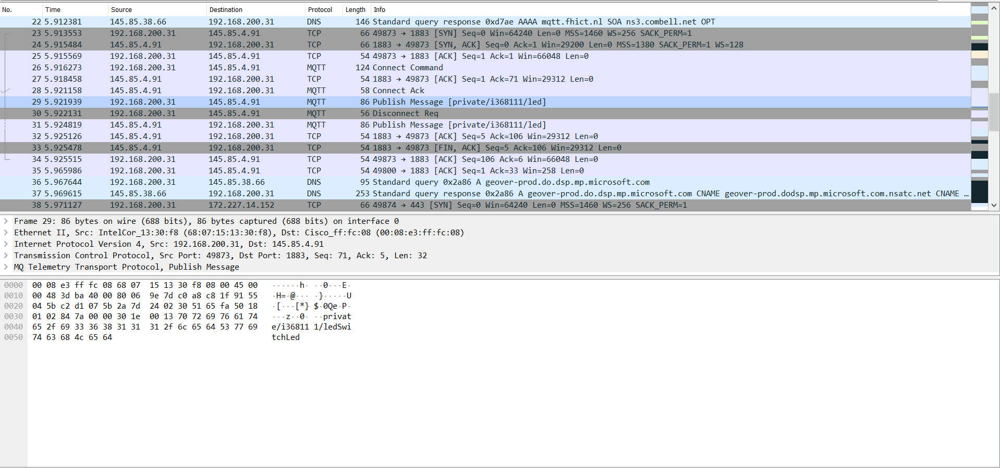 No. Time Source Destination Protocol Length Info
22 5.912381 145.85.38.66 192.168.200.31 DNS 146 Standard query response 0xd7ae AAAA mqtt.fhict.nl SOA ns3.combell.net OPT
23 5.913553 192.168.200.31 145.85.4.91 TCP 66 49873 → 1883 [SYN] Seq=0 Win=64240 Len=0 MSS=1460 WS=256 SACK_PERM=1
24 5.915484 145.85.4.91 192.168.200.31 TCP 66 1883 → 49873 [SYN, ACK] Seq=0 Ack=1 Win=29200 Len=0 MSS=1380 SACK_PERM=1 WS=128
25 5.915569 192.168.200.31 145.85.4.91 TCP 54 49873 → 1883 [ACK] Seq=1 Ack=1 Win=66048 Len=0
26 5.916273 192.168.200.31 145.85.4.91 MQTT 124 Connect Command
27 5.918458 145.85.4.91 192.168.200.31 TCP 54 1883 → 49873 [ACK] Seq=1 Ack=71 Win=29312 Len=0
28 5.921158 145.85.4.91 192.168.200.31 MQTT 58 Connect Ack
29 5.921939 192.168.200.31 145.85.4.91 MQTT 86 Publish Message [private/i368111/led]
30 5.922131 192.168.200.31 145.85.4.91 MQTT 56 Disconnect Req
31 5.924819 145.85.4.91 192.168.200.31 MQTT 86 Publish Message [private/i368111/led]
32 5.925126 145.85.4.91 192.168.200.31 TCP 54 1883 → 49873 [ACK] Seq=5 Ack=106 Win=29312 Len=0
33 5.925478 145.85.4.91 192.168.200.31 TCP 54 1883 → 49873 [FIN, ACK] Seq=5 Ack=106 Win=29312 Len=0
34 5.925515 192.168.200.31 145.85.4.91 TCP 54 49873 → 1883 [ACK] Seq=106 Ack=6 Win=66048 Len=0
35 5.965986 192.168.200.31 145.85.4.91 TCP 54 49800 → 1883 [ACK] Seq=1 Ack=33 Win=258 Len=0
36 5.967644 192.168.200.31 145.85.38.66 DNS 95 Standard query 0x2a86 A geover-prod.do.dsp.mp.microsoft.com
37 5.969615 145.85.38.66 192.168.200.31 DNS 253 Standard query response 0x2a86 A geover-prod.do.dsp.mp.microsoft.com CNAME geover-prod.dodsp.mp.microsoft.com.nsatc.net CNAME …
38 5.971127 192.168.200.31 172.227.14.152 TCP 66 49874 → 443 [SYN] Seq=0 Win=64240 Len=0 MSS=1460 WS=256 SACK_PERM=1
Frame 29: 86 bytes on wire (688 bits), 86 bytes captured (688 bits) on interface 0
Ethernet II, Src: IntelCor_13:30:f8 (68:07:15:13:30:f8), Dst: Cisco_ff:fc:08 (00:08:e3:ff:fc:08)
Internet Protocol Version 4, Src: 192.168.200.31, Dst: 145.85.4.91
Transmission Control Protocol, Src Port: 49873, Dst Port: 1883, Seq: 71, Ack: 5, Len: 32
MQ Telemetry Transport Protocol, Publish Message
0000 00 08 e3 ff fc 08 68 07 15 13 30 f8 08 00 45 00 ······h· ··0···E·
0010 00 48 3d ba 40 00 80 06 9e 7d c0 a8 c8 1f 91 55 ·H=·@··· ·}·····U
0020 04 5b c2 d1 07 5b 2a 7d 24 02 30 51 65 fa 50 18 ·[···[*} $·0Qe·P·
0030 01 02 84 7a 00 00 30 1e 00 13 70 72 69 76 61 74 ···z··0· ··privat
0040 65 2f 69 33 36 38 31 31 31 2f 6c 65 64 53 77 69 e/i36811 1/ledSwi
0050 74 63 68 4c 65 64 tchLed